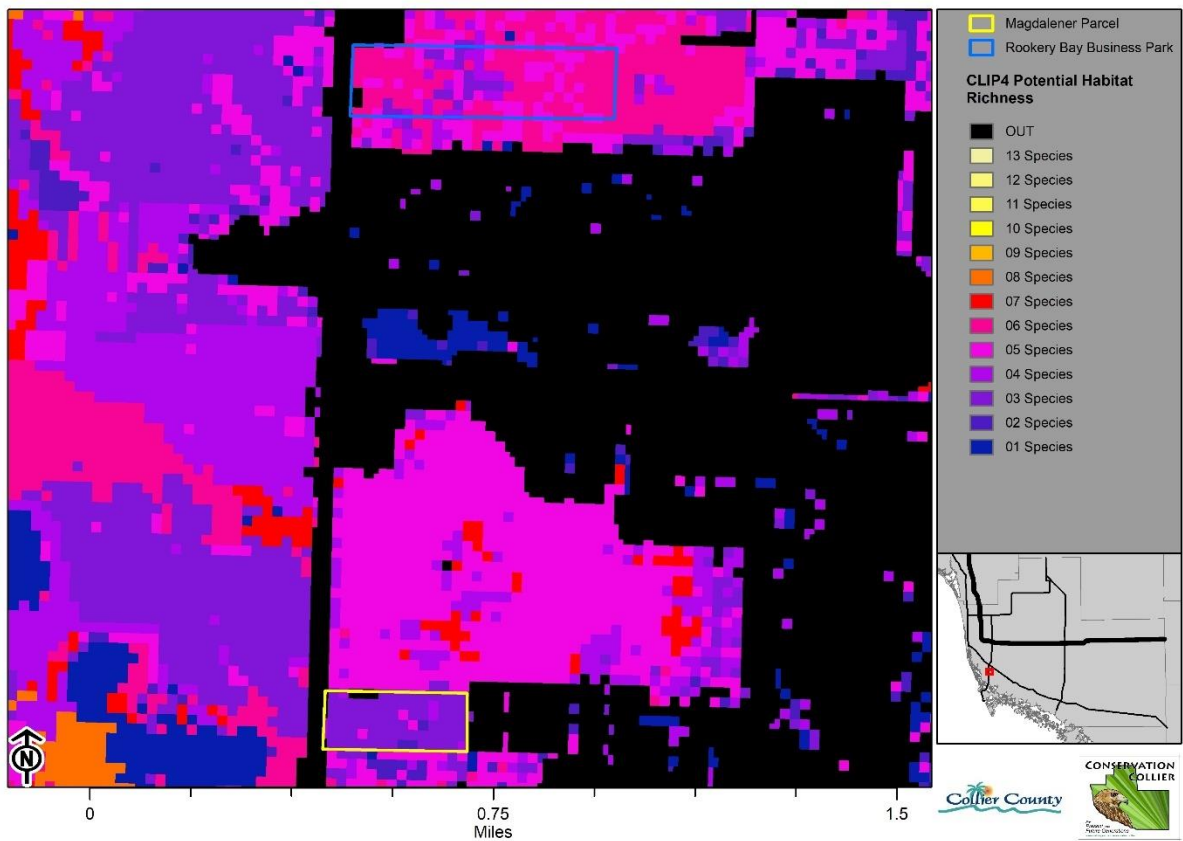 Magdalener Parcel
Rookery Bay Business Park
CLIP4 Potential Habitat
Richness
OUT
13 Species
12 Species
11 Species
10 Species
09 Species
08 Species
07 Species
06 Species
05 Species
04 Species
03 Species
02 Species
01 Species
N
0
0.75
1.5
Miles
Collier County
CONSERVATION
COLLIER